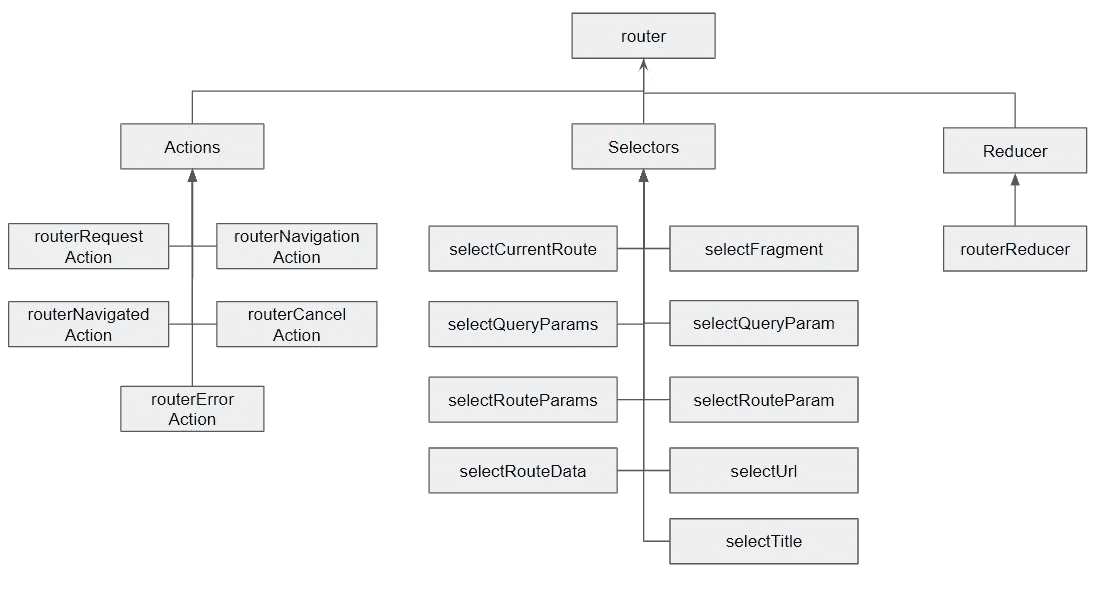 router
Actions
Selectors
Reducer
routerRequest
Action
routerNavigation
Action
routerNavigated
Action
routerCancel
Action
routerError
Action
selectCurrentRoute
selectFragment
selectQueryParams
selectQueryParam
selectRouteParams
selectRouteParam
selectRouteData
selectUrl
selectTitle
routerReducer